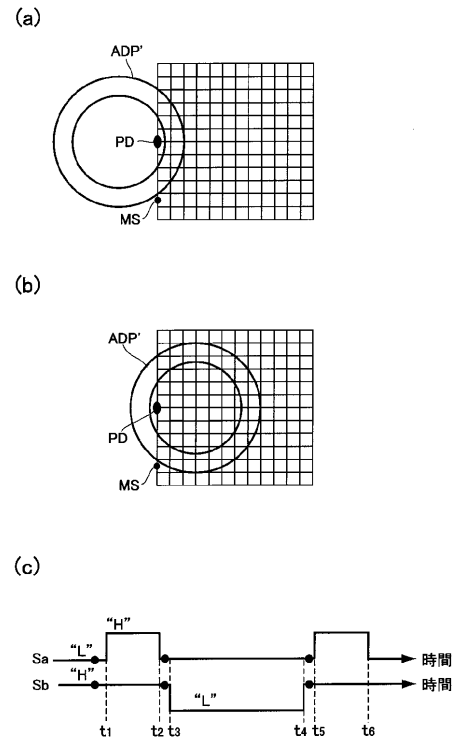 (a)
ADP'
PD
MS
(b)
ADP'
PD
MS
(c)
"H"
Sa "L" 時間
"H"
Sb "L" 時間
t1 t2 t3 t4 t5 t6